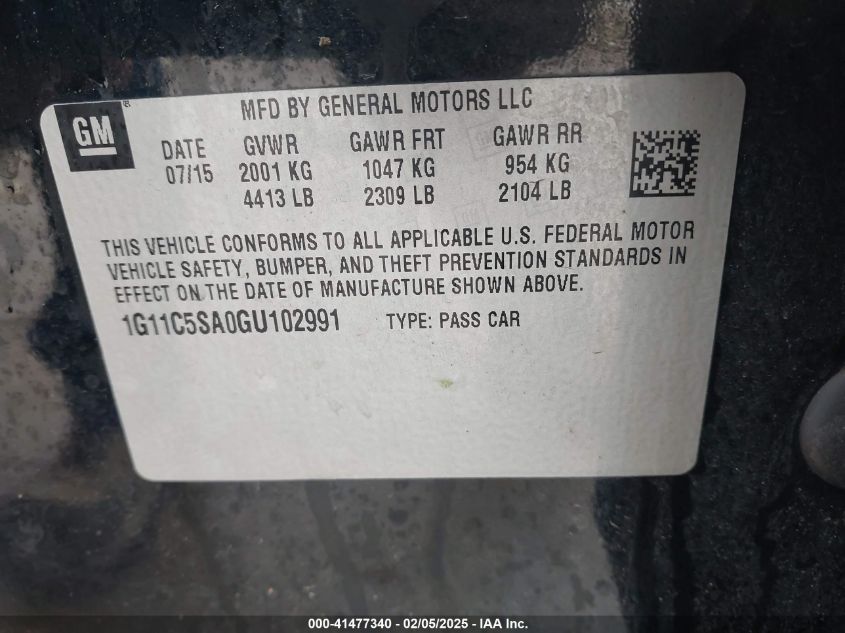 GM
MFD BY GENERAL MOTORS LLC
DATE GVWR GAWR FRT GAWR RR
07/15 2001 KG 1047 KG 954 KG
4413 LB 2309 LB 2104 LB
THIS VEHICLE CONFORMS TO ALL APPLICABLE U.S. FEDERAL MOTOR
VEHICLE SAFETY, BUMPER, AND THEFT PREVENTION STANDARDS IN
EFFECT ON THE DATE OF MANUFACTURE SHOWN ABOVE.
1G11C5SA0GU102991 TYPE: PASS CAR
000-41477340 - 02/05/2025 - IAA Inc.